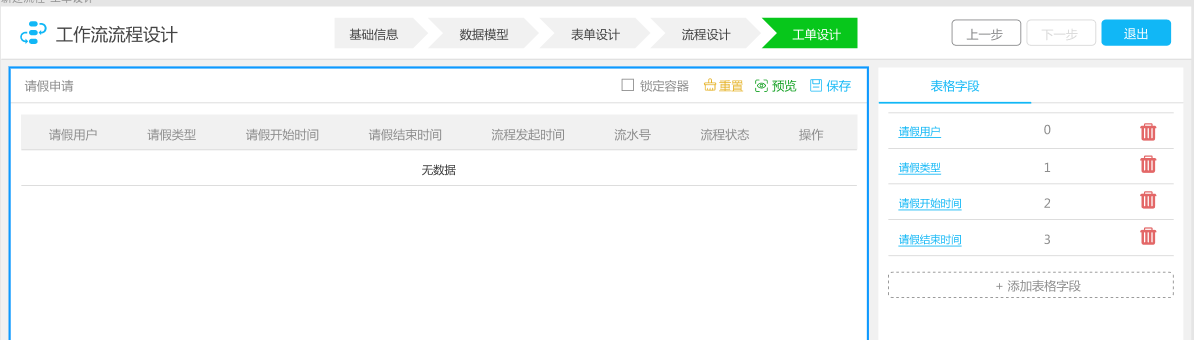 工作流流程设计
基础信息 数据模型 表单设计 流程设计 工单设计
上一步 下一步 退出
请假申请
锁定容器 重置 预览 保存
请假用户 请假类型 请假开始时间 请假结束时间 流程发起时间 流水号 流程状态 操作
无数据
表格字段
请假用户 0
请假类型 1
请假开始时间 2
请假结束时间 3
+ 添加表格字段